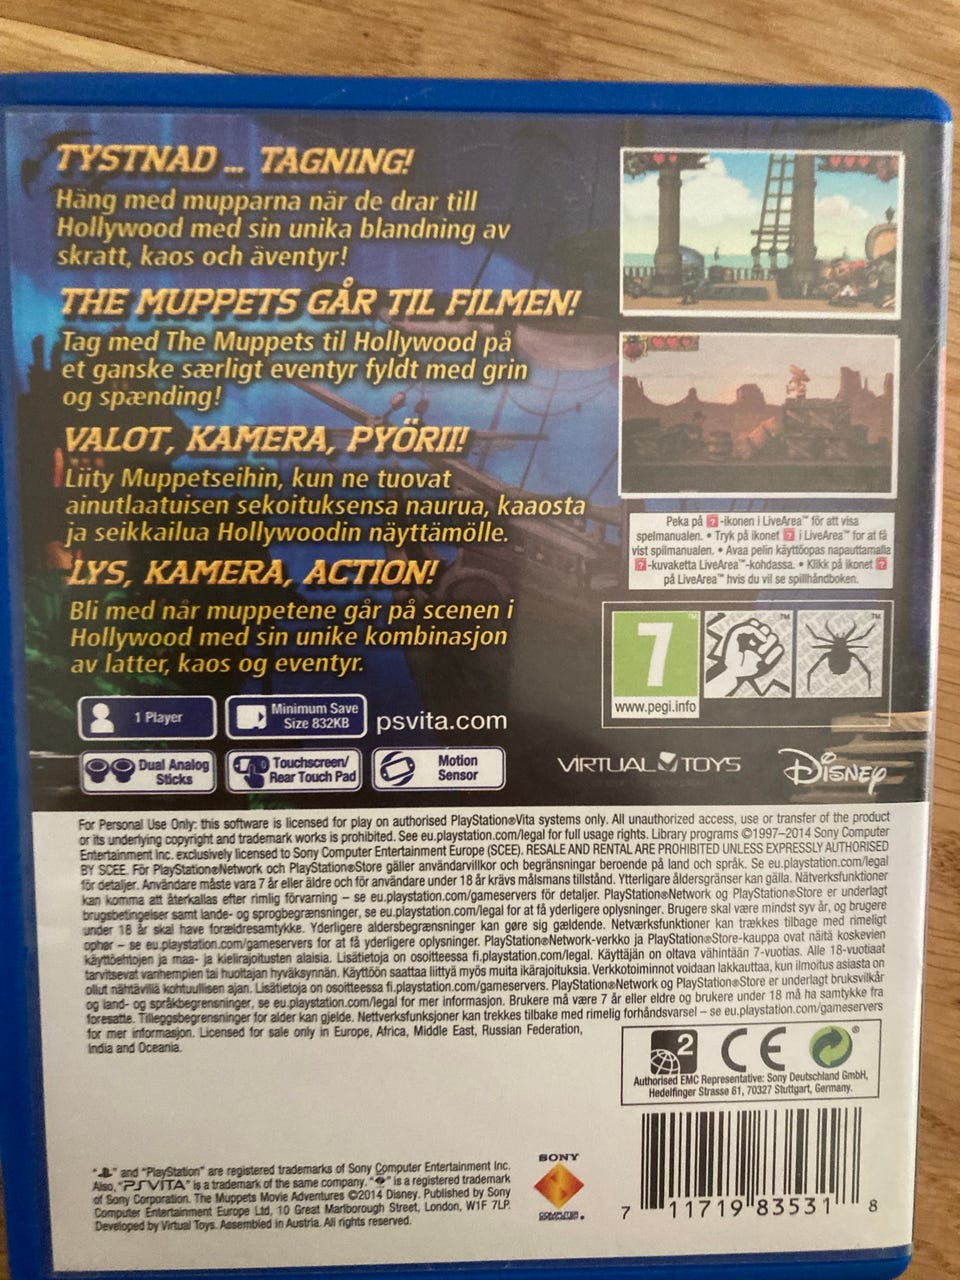 TYSTNAD ... TAGNING!
Häng med mupparna när de drar till
Hollywood med sin unika blandning av
skratt, kaos och äventyr!
THE MUPPETS GÅR TIL FILMEN!
Tag med The Muppets til Hollywood på
et ganske særligt eventyr fyldt med grin
og spænding!
VALOT, KAMERA, PYÖRII!
Liity Muppetseihin, kun ne tuovat
ainutlaatuisen sekoituksensa naurua, kaaosta
ja seikkailua Hollywoodin näyttämölle.
LYS, KAMERA, ACTION!
Bli med når muppetene går på scenen i
Hollywood med sin unike kombinasjon
av latter, kaos og eventyr.
Peka på ?-ikonen i LiveArea™ för att visa
spelmanualen. • Tryk på ikonet ? i LiveArea™ for at få
vist spilmanualen. • Avaa pelin käyttöopas napauttamalla
?-kuvaketta LiveArea™-kohdassa. • Klikk på ikonet ?
på LiveArea™ hvis du vil se spillhåndboken.
7
www.pegi.info
1 Player
Minimum Save
Size 832KB
psvita.com
Dual Analog
Sticks
Touchscreen/
Rear Touch Pad
Motion
Sensor
VIRTUAL TOYS
Disney
For Personal Use Only: this software is licensed for play on authorised PlayStation®Vita systems only. All unauthorized access, use or transfer of the product
or its underlying copyright and trademark works is prohibited. See eu.playstation.com/legal for full usage rights. Library programs ©1997–2014 Sony Computer
Entertainment Inc. exclusively licensed to Sony Computer Entertainment Europe (SCEE). RESALE AND RENTAL ARE PROHIBITED UNLESS EXPRESSLY AUTHORISED
BY SCEE. För PlayStation®Network och PlayStation®Store gäller användarvillkor och begränsningar beroende på land och språk. Se eu.playstation.com/legal
för detaljer. Användare måste vara 7 år eller äldre och för användare under 18 år krävs målsmans tillstånd. Ytterligare åldersgränser kan gälla. Nätverksfunktioner
kan komma att återkallas efter rimlig förvarning – se eu.playstation.com/gameservers för detaljer. PlayStation®Network og PlayStation®Store er underlagt
brugsbetingelser samt lande- og sprogbegrænsninger, se eu.playstation.com/legal for at få yderligere oplysninger. Brugere skal være mindst syv år, og brugere
under 18 år skal have forældresamtykke. Yderligere aldersbegrænsninger kan gøre sig gældende. Netværksfunktioner kan trækkes tilbage med rimeligt
ophør – se eu.playstation.com/gameservers for at få yderligere oplysninger. PlayStation®Network-verkko ja PlayStation®Store-kauppa ovat näitä koskevien
käyttöehtojen ja maa- ja kielirajoitusten alaisia. Lisätietoja on osoitteessa fi.playstation.com/legal. Käyttäjän on oltava vähintään 7-vuotias. Alle 18-vuotiaat
tarvitsevat vanhempien tai huoltajan hyväksynnän. Käyttöön saattaa liittyä myös muita ikärajoituksia. Verkkotoiminnot voidaan lakkauttaa, kun ilmoitus asiasta on
ollut nähtävillä kohtuullisen ajan. Lisätietoja on osoitteessa fi.playstation.com/gameservers. PlayStation®Network og PlayStation®Store er underlagt bruksvilkår
og land- og språkbegrensninger, se eu.playstation.com/legal for mer informasjon. Brukere må være 7 år eller eldre og brukere under 18 må ha samtykke fra
foresatte. Tilleggsbegrensninger for alder kan gjelde. Nettverksfunksjoner kan trekkes tilbake med rimelig forhåndsvarsel – se eu.playstation.com/gameservers
for mer informasjon. Licensed for sale only in Europe, Africa, Middle East, Russian Federation,
India and Oceania.
2 CE ®
Authorised EMC Representative: Sony Deutschland GmbH,
Hedelfinger Strasse 61, 70327 Stuttgart, Germany.
" " and "PlayStation" are registered trademarks of Sony Computer Entertainment Inc.
Also, "PSVITA" is a trademark of the same company. " " is a registered trademark
of Sony Corporation. The Muppets Movie Adventures ©2014 Disney. Published by Sony
Computer Entertainment Europe Ltd, 10 Great Marlborough Street, London, W1F 7LP.
Developed by Virtual Toys. Assembled in Austria. All rights reserved.
SONY
COMPUTER
ENTERTAINMENT
7 11719 83531 8